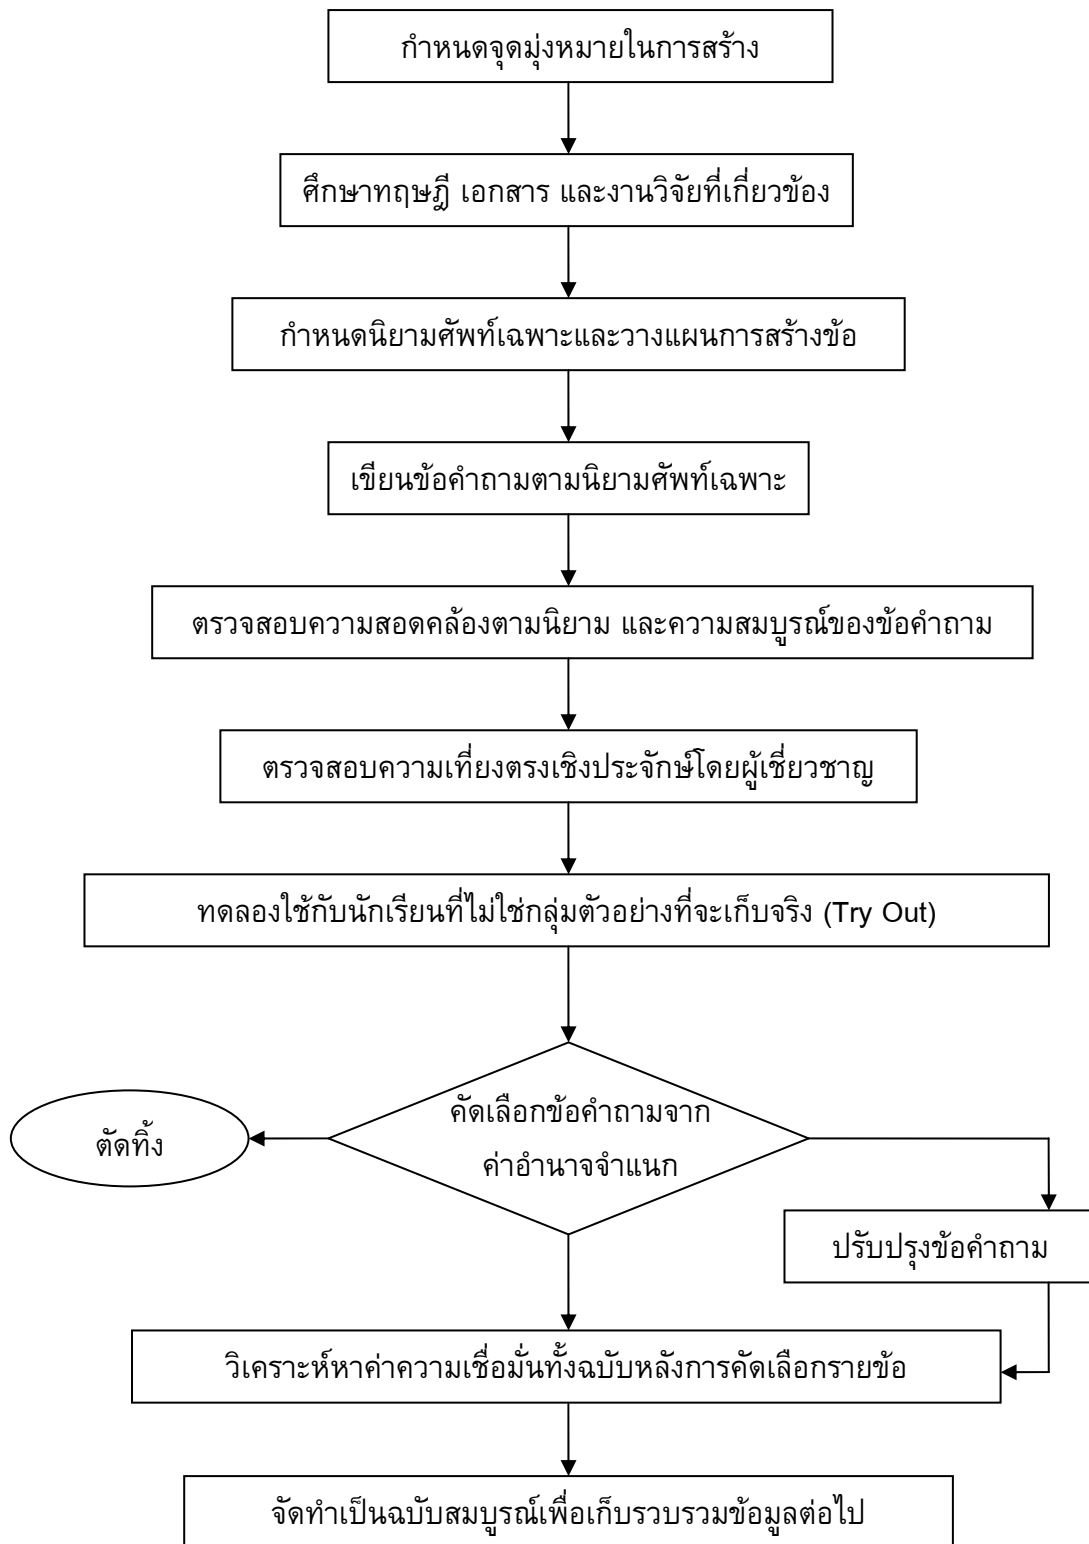 กำหนดจุดมุ่งหมายในการสร้าง
ศึกษาทฤษฎี เอกสาร และงานวิจัยที่เกี่ยวข้อง
กำหนดนิยามศัพท์เฉพาะและวางแผนการสร้างข้อ
เขียนข้อคำถามตามนิยามศัพท์เฉพาะ
ตรวจสอบความสอดคล้องตามนิยาม และความสมบูรณ์ของข้อคำถาม
ตรวจสอบความเที่ยงตรงเชิงประจักษ์โดยผู้เชี่ยวชาญ
ทดลองใช้กับนักเรียนที่ไม่ใช่กลุ่มตัวอย่างที่จะเก็บจริง (Try Out)
คัดเลือกข้อคำถามจาก
ค่าอำนาจจำแนก
ตัดทิ้ง
ปรับปรุงข้อคำถาม
วิเคราะห์หาค่าความเชื่อมั่นทั้งฉบับหลังการคัดเลือกรายข้อ
จัดทำเป็นฉบับสมบูรณ์เพื่อเก็บรวบรวมข้อมูลต่อไป